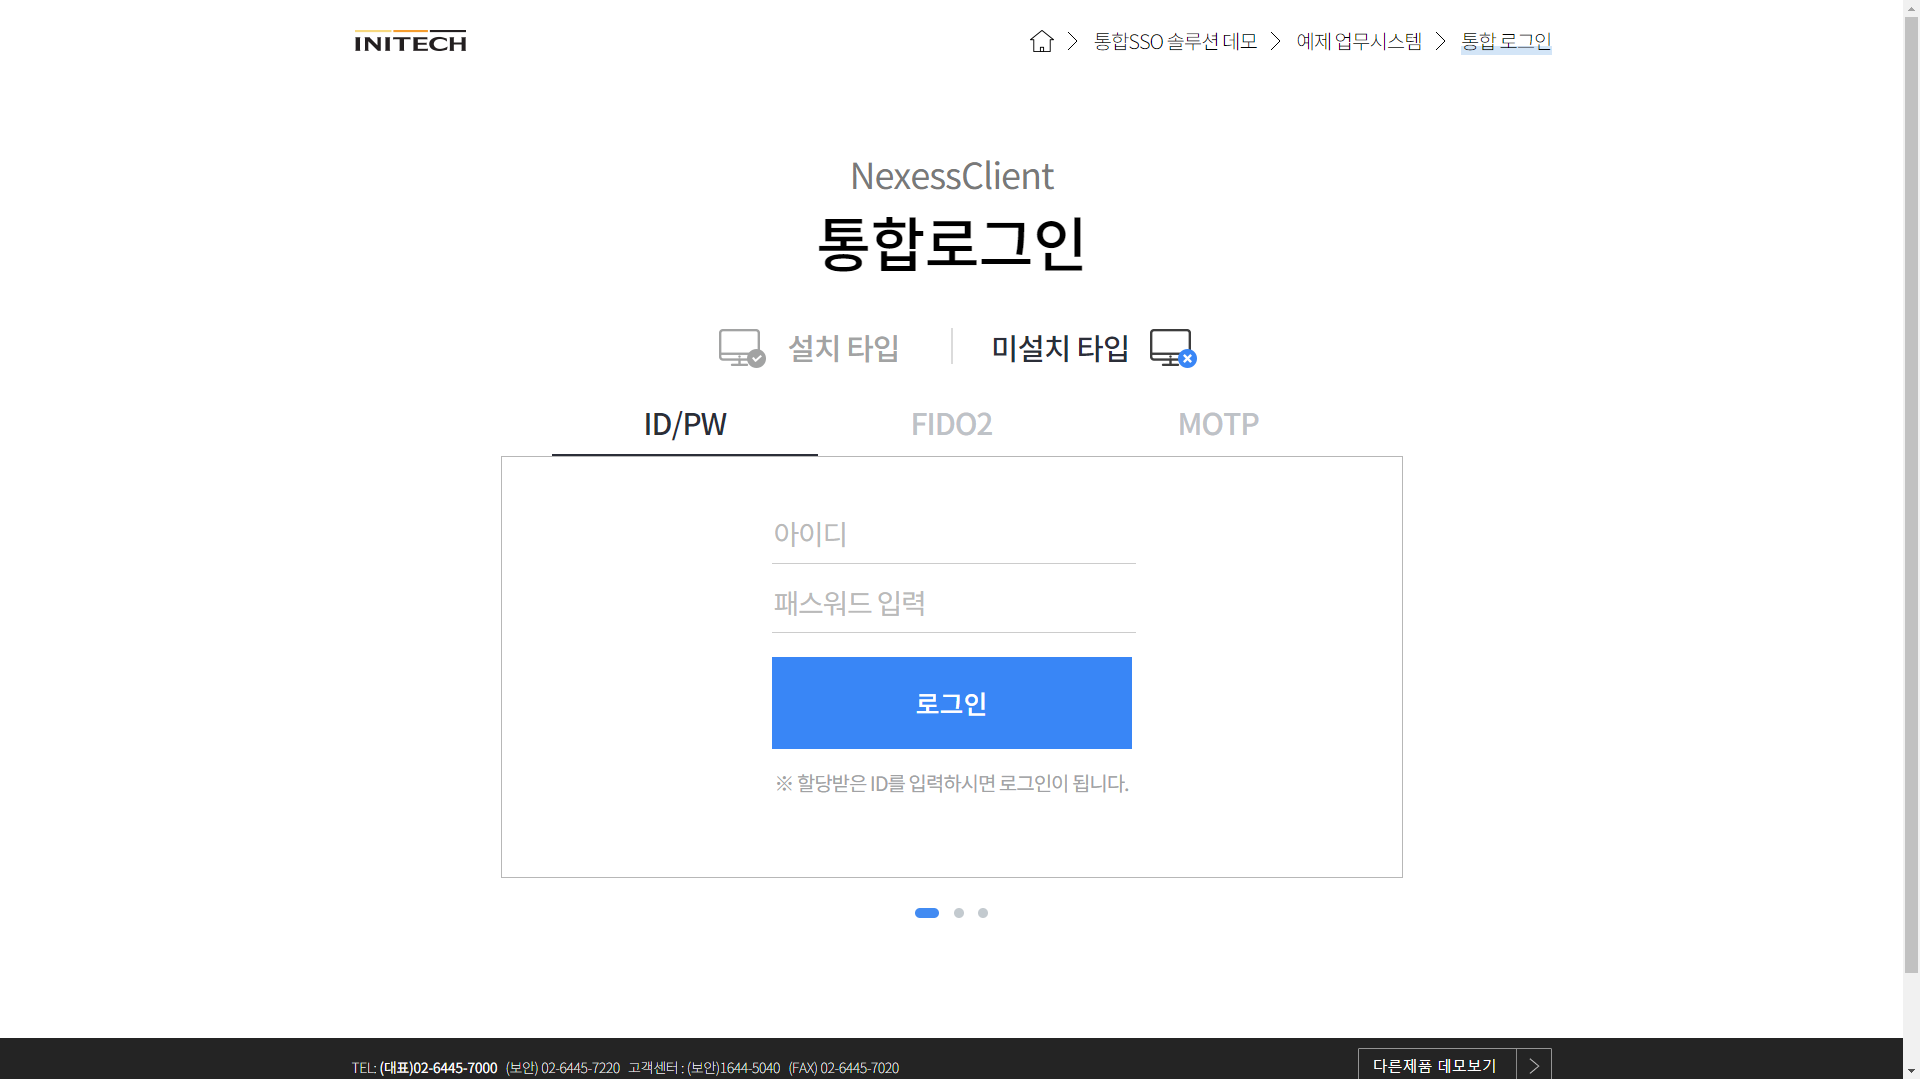 INITECH
통합SSO 솔루션 데모
예제 업무시스템
통합 로그인
NexessClient
통합로그인
설치 타입
미설치 타입
ID/PW
FIDO2
MOTP
아이디
패스워드 입력
로그인
※ 할당받은 ID를 입력하시면 로그인이 됩니다.
TEL: (대표)02-6445-7000 (보안) 02-6445-7220 고객센터 : (보안)1644-5040 (FAX) 02-6445-7020
다른제품 데모보기